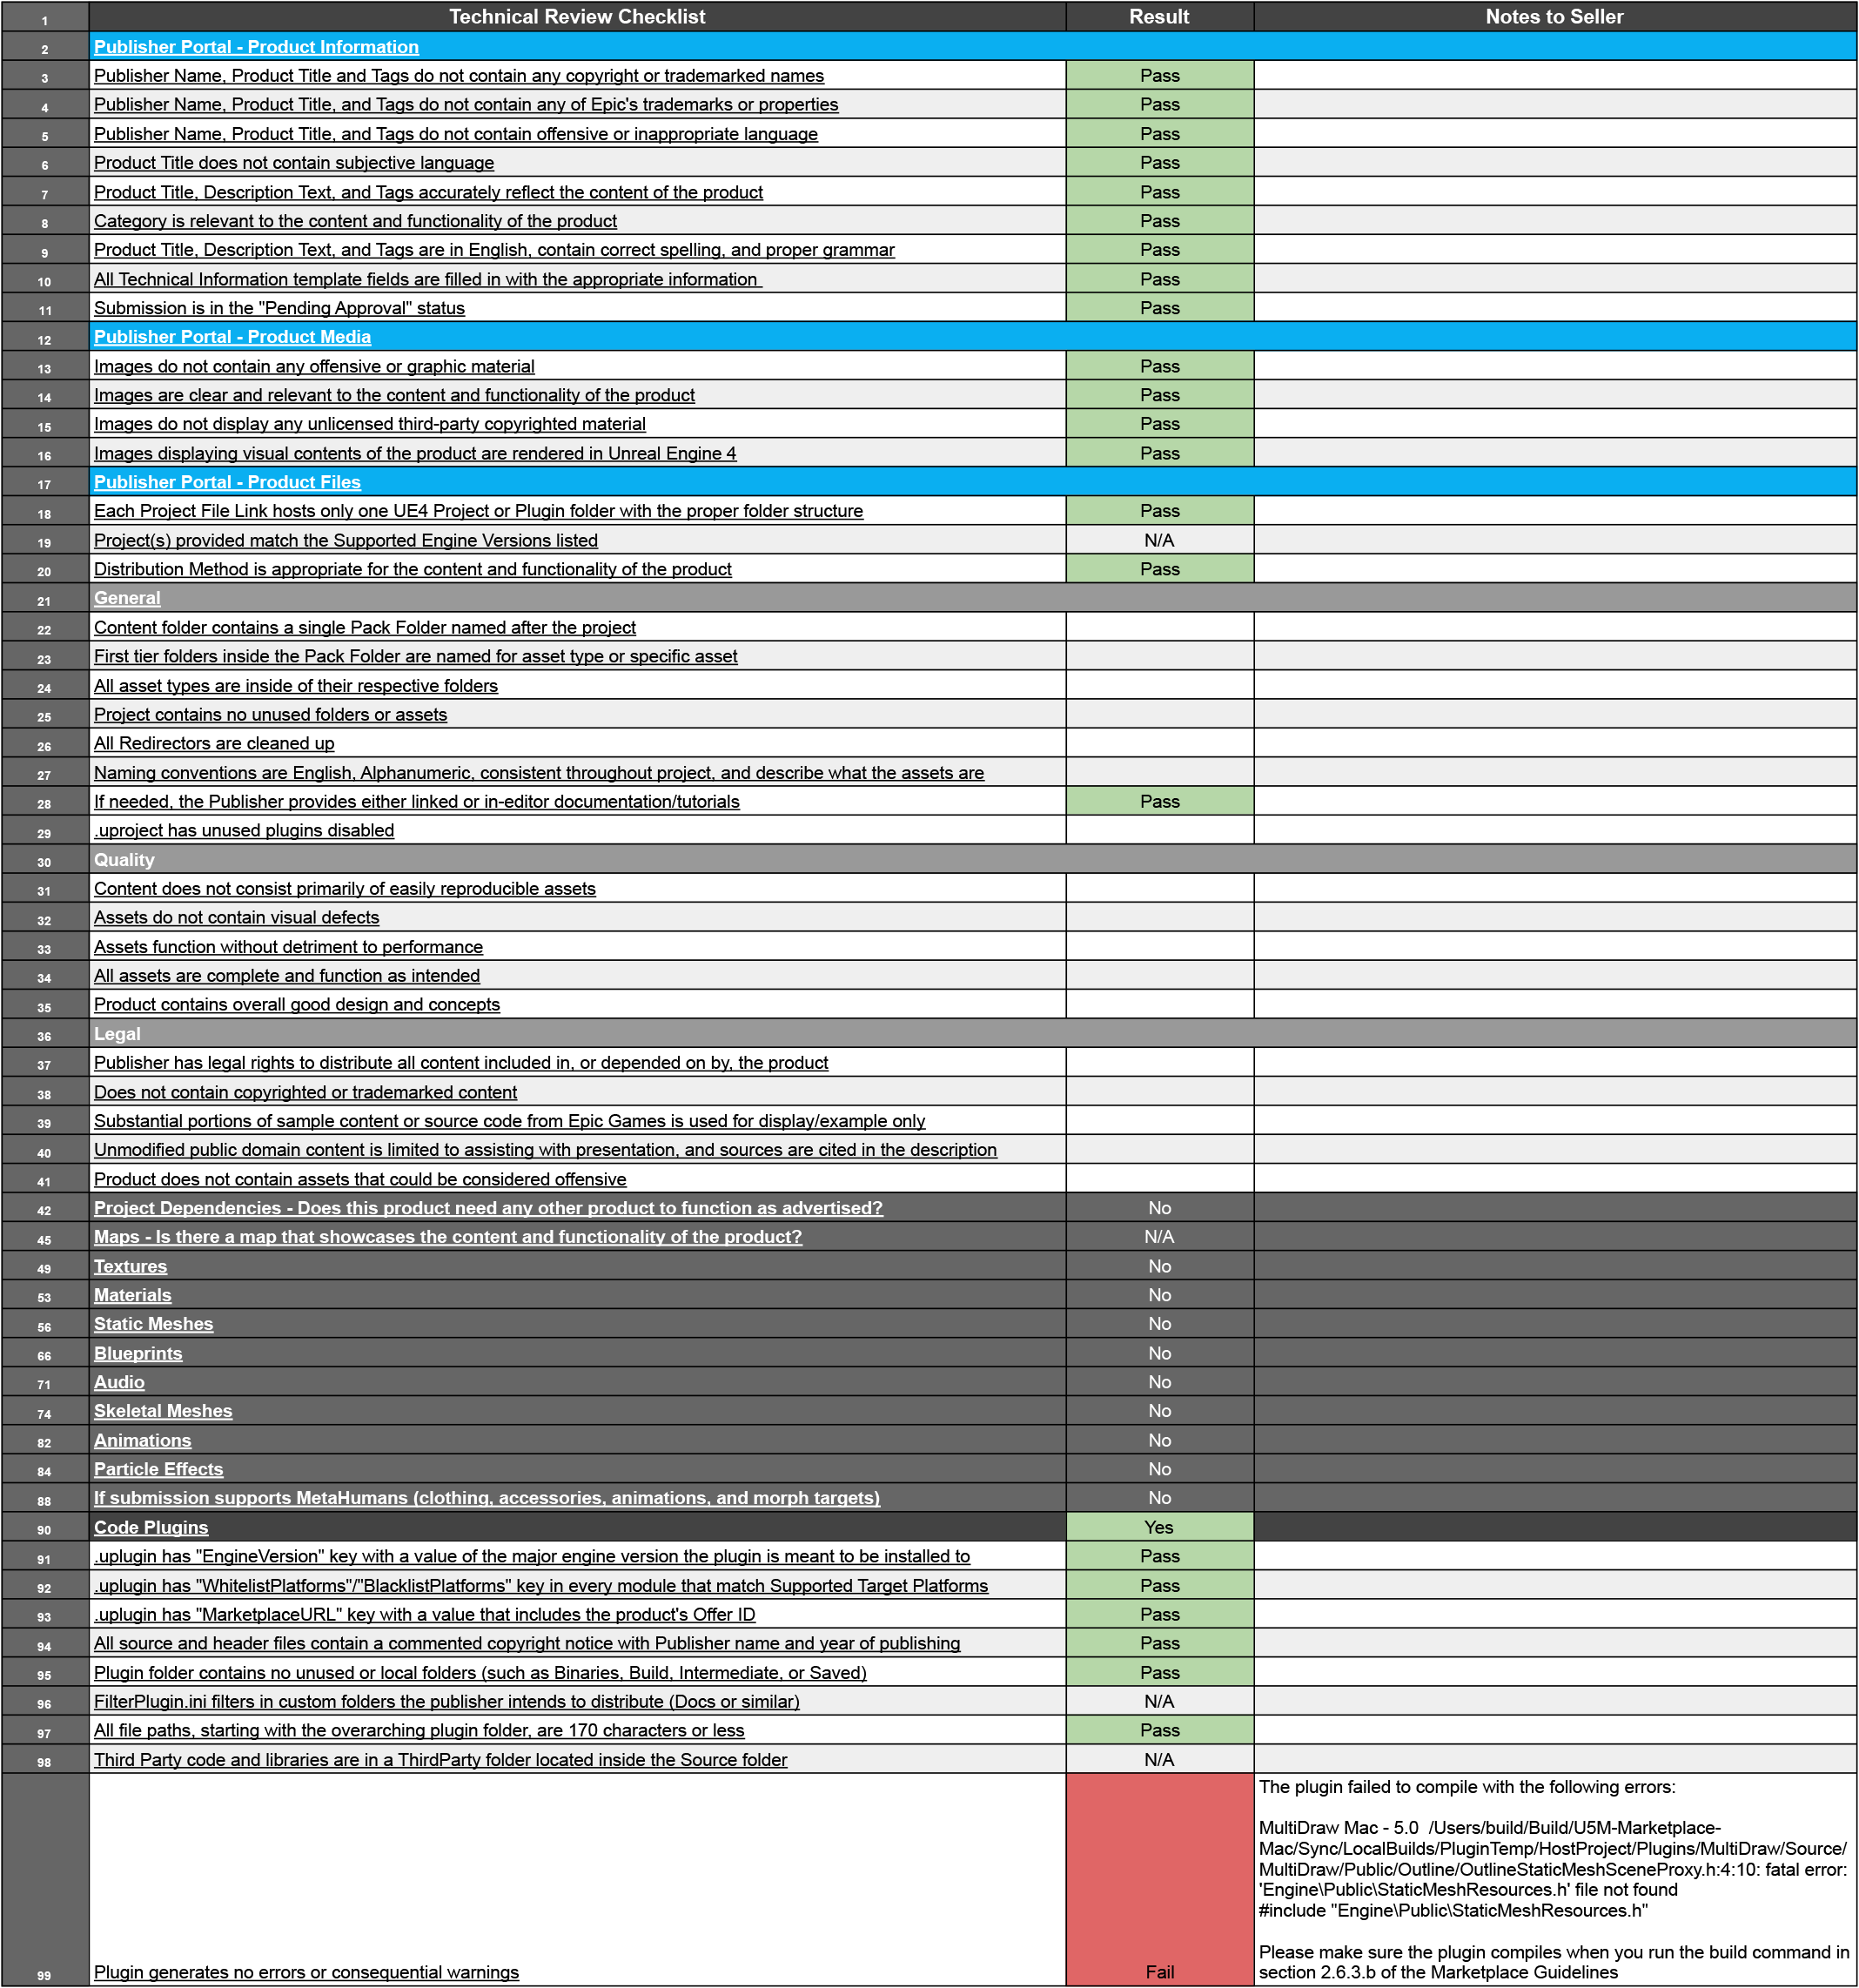 1 Technical Review Checklist Result Notes to Seller
2 Publisher Portal - Product Information
3 Publisher Name, Product Title and Tags do not contain any copyright or trademarked names Pass
4 Publisher Name, Product Title, and Tags do not contain any of Epic's trademarks or properties Pass
5 Publisher Name, Product Title, and Tags do not contain offensive or inappropriate language Pass
6 Product Title does not contain subjective language Pass
7 Product Title, Description Text, and Tags accurately reflect the content of the product Pass
8 Category is relevant to the content and functionality of the product Pass
9 Product Title, Description Text, and Tags are in English, contain correct spelling, and proper grammar Pass
10 All Technical Information template fields are filled in with the appropriate information Pass
11 Submission is in the "Pending Approval" status Pass
12 Publisher Portal - Product Media
13 Images do not contain any offensive or graphic material Pass
14 Images are clear and relevant to the content and functionality of the product Pass
15 Images do not display any unlicensed third-party copyrighted material Pass
16 Images displaying visual contents of the product are rendered in Unreal Engine 4 Pass
17 Publisher Portal - Product Files
18 Each Project File Link hosts only one UE4 Project or Plugin folder with the proper folder structure Pass
19 Project(s) provided match the Supported Engine Versions listed N/A
20 Distribution Method is appropriate for the content and functionality of the product Pass
21 General
22 Content folder contains a single Pack Folder named after the project
23 First tier folders inside the Pack Folder are named for asset type or specific asset
24 All asset types are inside of their respective folders
25 Project contains no unused folders or assets
26 All Redirectors are cleaned up
27 Naming conventions are English, Alphanumeric, consistent throughout project, and describe what the assets are
28 If needed, the Publisher provides either linked or in-editor documentation/tutorials Pass
29 .uproject has unused plugins disabled
30 Quality
31 Content does not consist primarily of easily reproducible assets
32 Assets do not contain visual defects
33 Assets function without detriment to performance
34 All assets are complete and function as intended
35 Product contains overall good design and concepts
36 Legal
37 Publisher has legal rights to distribute all content included in, or depended on by, the product
38 Does not contain copyrighted or trademarked content
39 Substantial portions of sample content or source code from Epic Games is used for display/example only
40 Unmodified public domain content is limited to assisting with presentation, and sources are cited in the description
41 Product does not contain assets that could be considered offensive
42 Project Dependencies - Does this product need any other product to function as advertised? No
45 Maps - Is there a map that showcases the content and functionality of the product? N/A
49 Textures No
53 Materials No
56 Static Meshes No
66 Blueprints No
71 Audio No
74 Skeletal Meshes No
82 Animations No
84 Particle Effects No
88 If submission supports MetaHumans (clothing, accessories, animations, and morph targets) No
90 Code Plugins Yes
91 .uplugin has "EngineVersion" key with a value of the major engine version the plugin is meant to be installed to Pass
92 .uplugin has "WhitelistPlatforms"/"BlacklistPlatforms" key in every module that match Supported Target Platforms Pass
93 .uplugin has "MarketplaceURL" key with a value that includes the product's Offer ID Pass
94 All source and header files contain a commented copyright notice with Publisher name and year of publishing Pass
95 Plugin folder contains no unused or local folders (such as Binaries, Build, Intermediate, or Saved) Pass
96 FilterPlugin.ini filters in custom folders the publisher intends to distribute (Docs or similar) N/A
97 All file paths, starting with the overarching plugin folder, are 170 characters or less Pass
98 Third Party code and libraries are in a ThirdParty folder located inside the Source folder N/A
99 Plugin generates no errors or consequential warnings Fail
The plugin failed to compile with the following errors:
MultiDraw Mac - 5.0 /Users/build/Build/U5M-Marketplace-
Mac/Sync/LocalBuilds/PluginTemp/HostProject/Plugins/MultiDraw/Source/
MultiDraw/Public/Outline/OutlineStaticMeshSceneProxy.h:4:10: fatal error:
'Engine\Public\StaticMeshResources.h' file not found
#include "Engine\Public\StaticMeshResources.h"
Please make sure the plugin compiles when you run the build command in
section 2.6.3.b of the Marketplace Guidelines